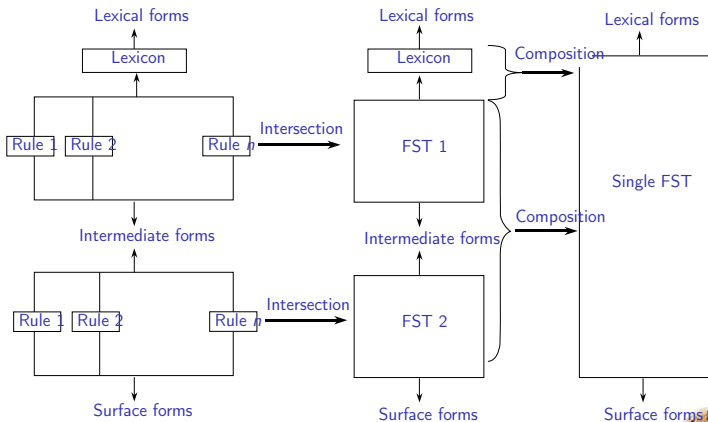 Lexical forms
Lexicon
Rule 1
Rule 2
Rule n
Intermediate forms
Rule 1
Rule 2
Rule n
Surface forms
Intersection
Intersection
Lexical forms
Lexicon
FST 1
Intermediate forms
FST 2
Surface forms
Composition
Composition
Lexical forms
Single FST
Surface forms